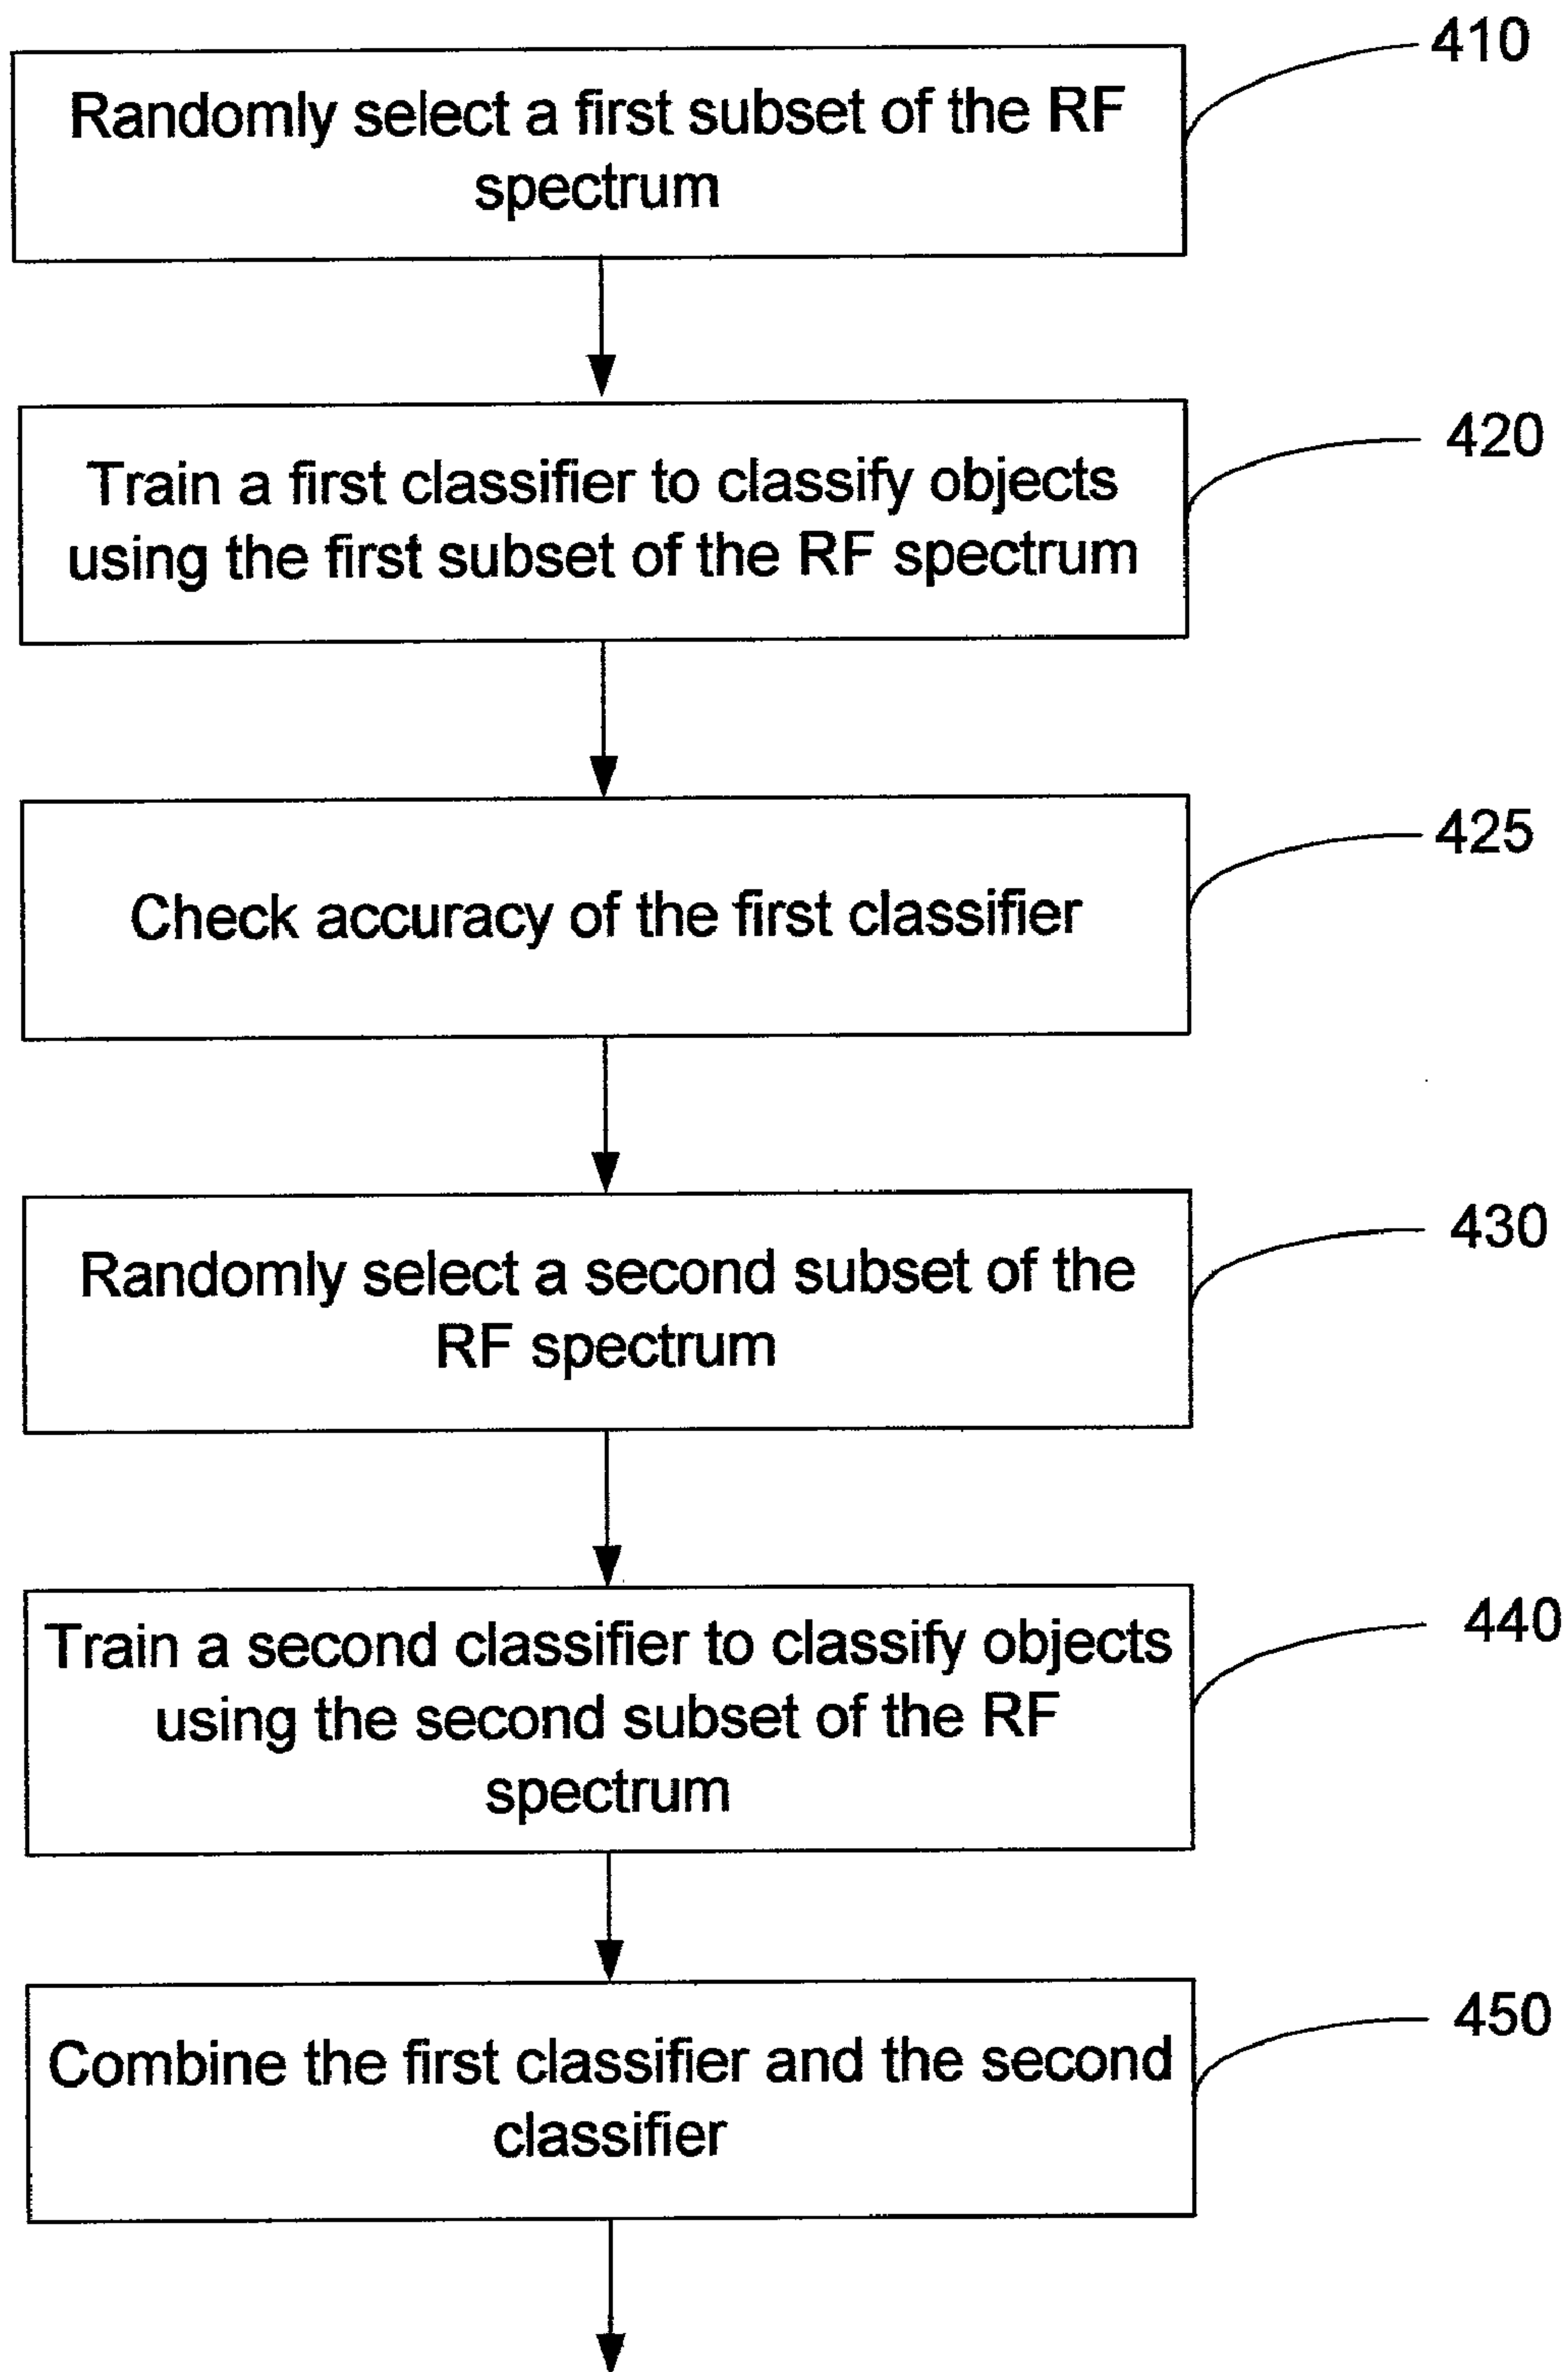 410
Randomly select a first subset of the RF
spectrum
420
Train a first classifier to classify objects
using the first subset of the RF spectrum
425
Check accuracy of the first classifier
430
Randomly select a second subset of the
RF spectrum
440
Train a second classifier to classify objects
using the second subset of the RF
spectrum
450
Combine the first classifier and the second
classifier